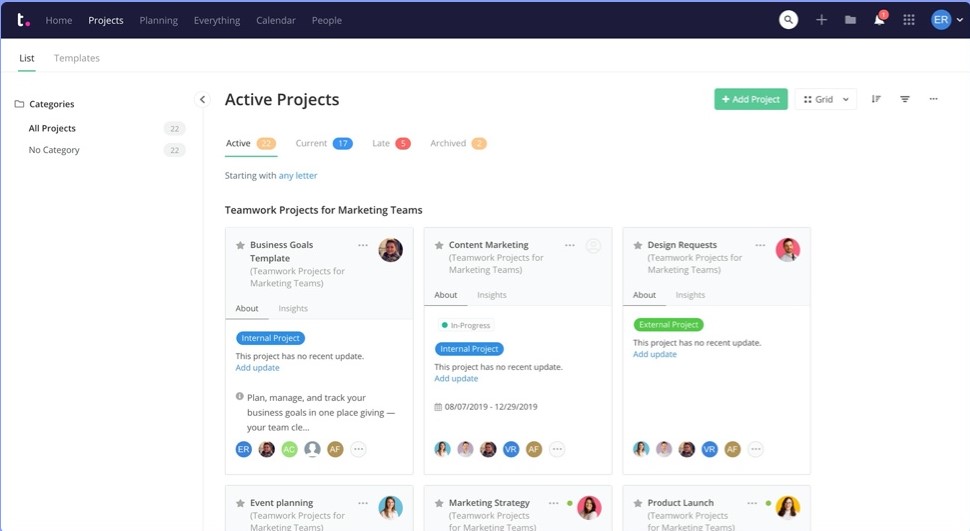 t.
Home Projects Planning Everything Calendar People
1
ER
List Templates
Categories
All Projects 22
No Category 22
Active Projects
+ Add Project
Grid
Active 22 Current 17 Late 5 Archived 2
Starting with any letter
Teamwork Projects for Marketing Teams
Business Goals
Template
(Teamwork Projects for
Marketing Teams)
About Insights
Internal Project
This project has no recent update.
Add update
Plan, manage, and track your
business goals in one place giving —
your team cle...
ER AC AF
Content Marketing
(Teamwork Projects for
Marketing Teams)
About Insights
In-Progress
Internal Project
This project has no recent update.
Add update
08/07/2019 - 12/29/2019
VR AF
Design Requests
(Teamwork Projects for
Marketing Teams)
About Insights
External Project
This project has no recent update.
Add update
VR AF
Event planning
(Teamwork Projects for
Marketing Teams)
Marketing Strategy
(Teamwork Projects
for Marketing Teams)
Product Launch
(Teamwork Projects
for Marketing Teams)